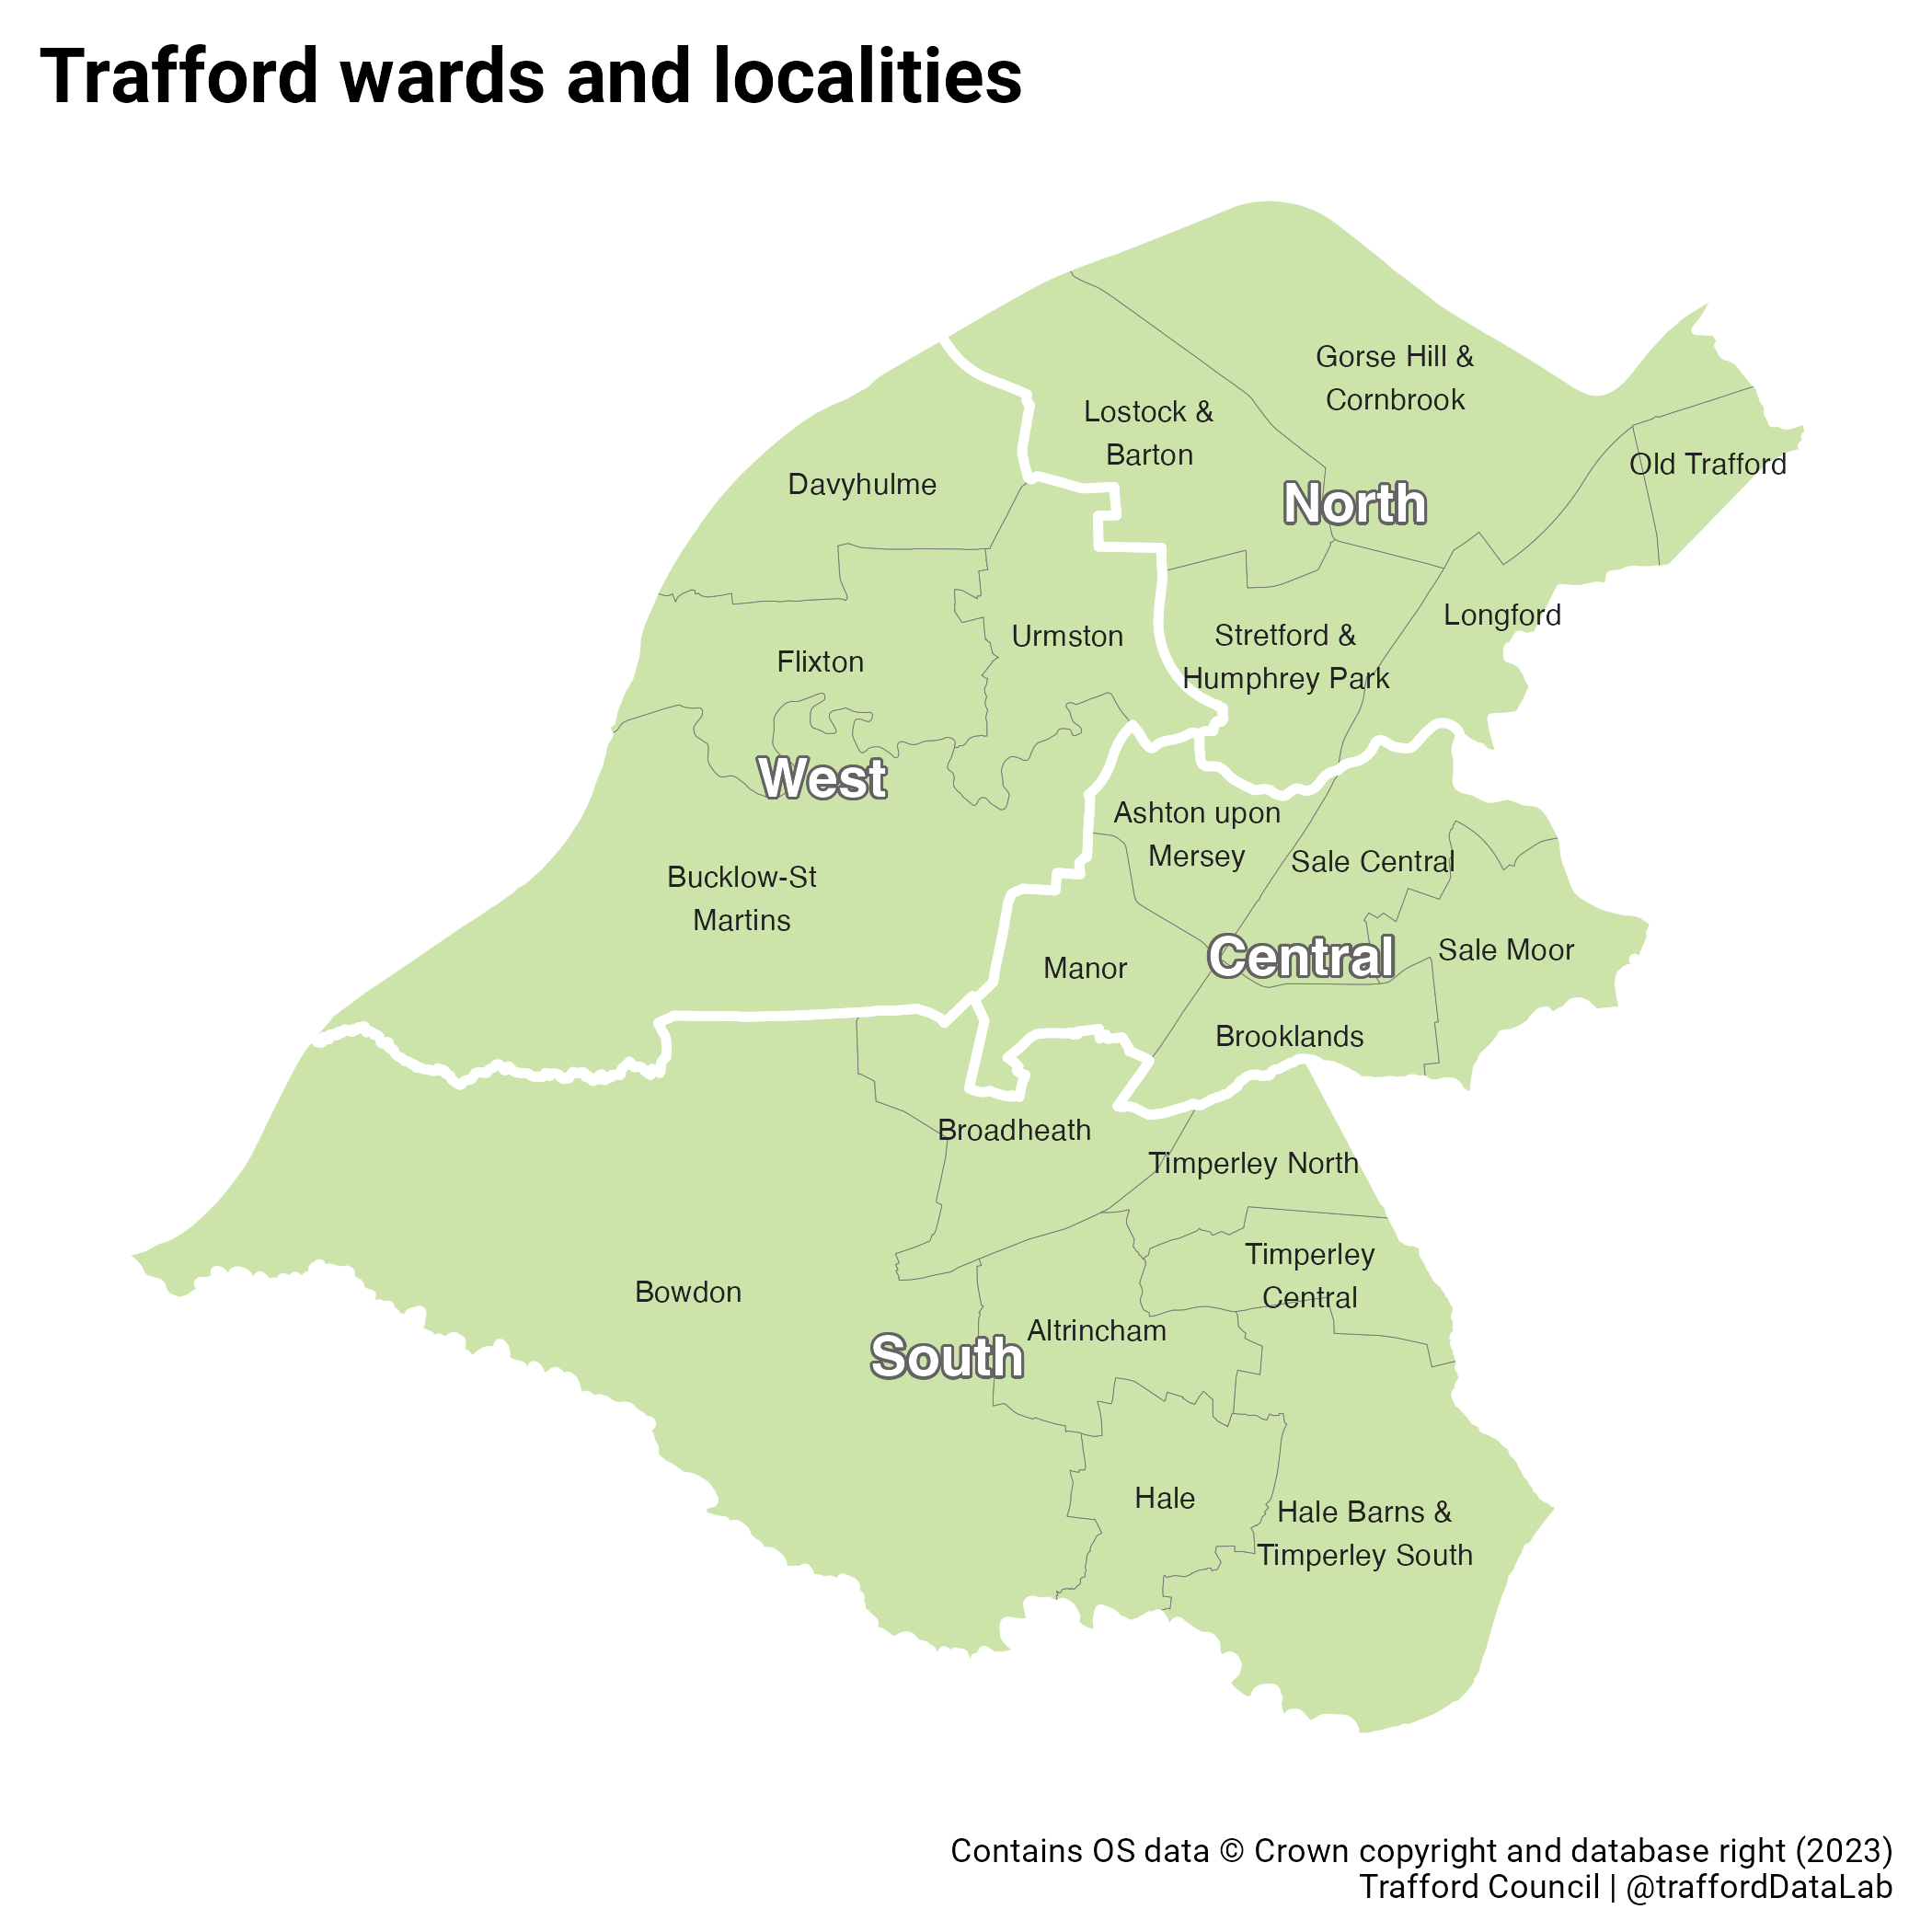 Trafford wards and localities
Gorse Hill &
Cornbrook
Lostock &
Barton
Old Trafford
Davyhulme
North
Longford
Stretford &
Humphrey Park
Urmston
Flixton
West
Ashton upon
Mersey
Sale Central
Bucklow-St
Martins
Sale Moor
Central
Manor
Brooklands
Broadheath
Timperley North
Timperley
Central
Bowdon
Altrincham
South
Hale
Hale Barns &
Timperley South
Contains OS data © Crown copyright and database right (2023)
Trafford Council | @traffordDataLab